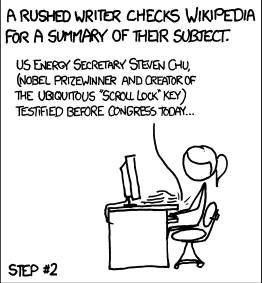 A RUSHED WRITER CHECKS WIKIPEDIA
FOR A SUMMARY OF THEIR SUBJECT.
US ENERGY SECRETARY STEVEN CHU,
(NOBEL PRIZEWINNER AND CREATOR OF
THE UBIQUITOUS "SCROLL LOCK" KEY)
TESTIFIED BEFORE CONGRESS TODAY...
STEP #2